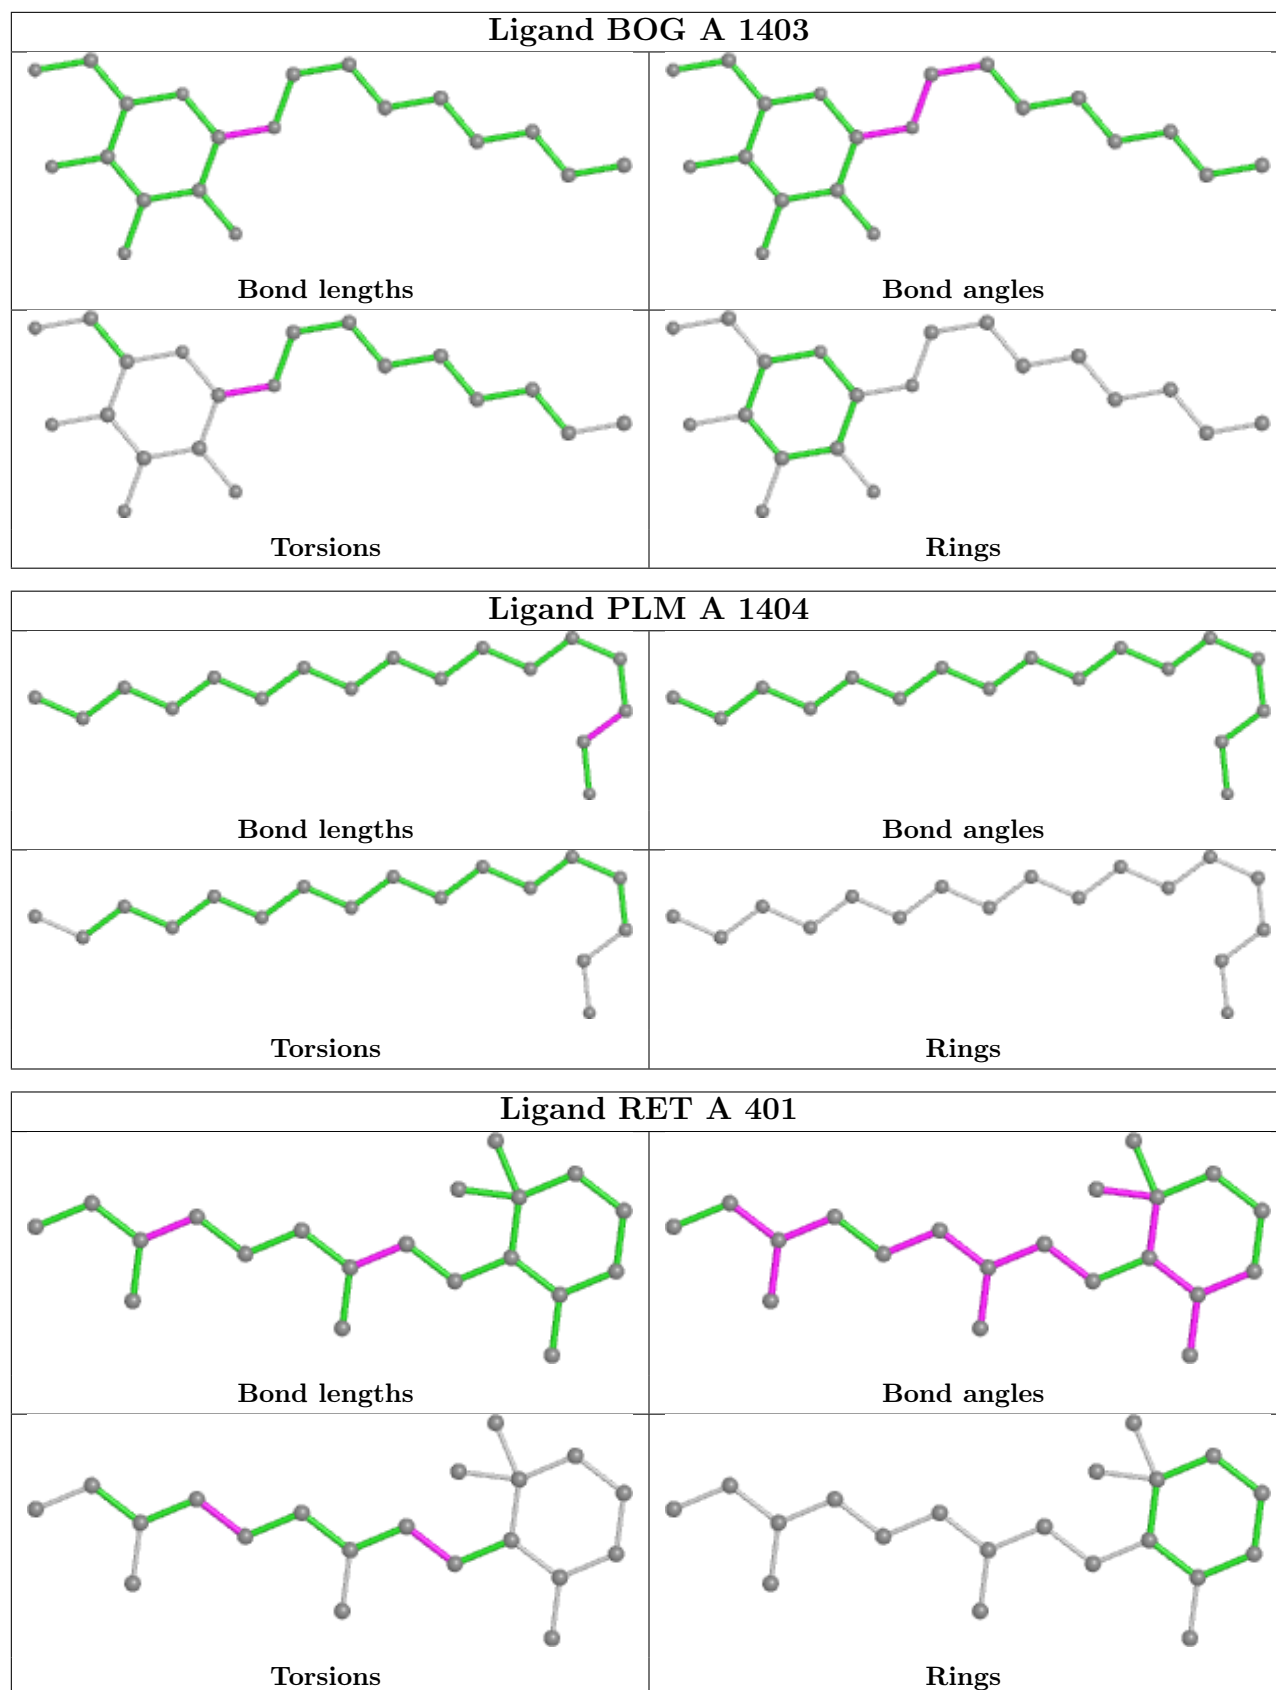 Ligand BOG A 1403
Bond lengths
Bond angles
Torsions
Rings
Ligand PLM A 1404
Bond lengths
Bond angles
Torsions
Rings
Ligand RET A 401
Bond lengths
Bond angles
Torsions
Rings